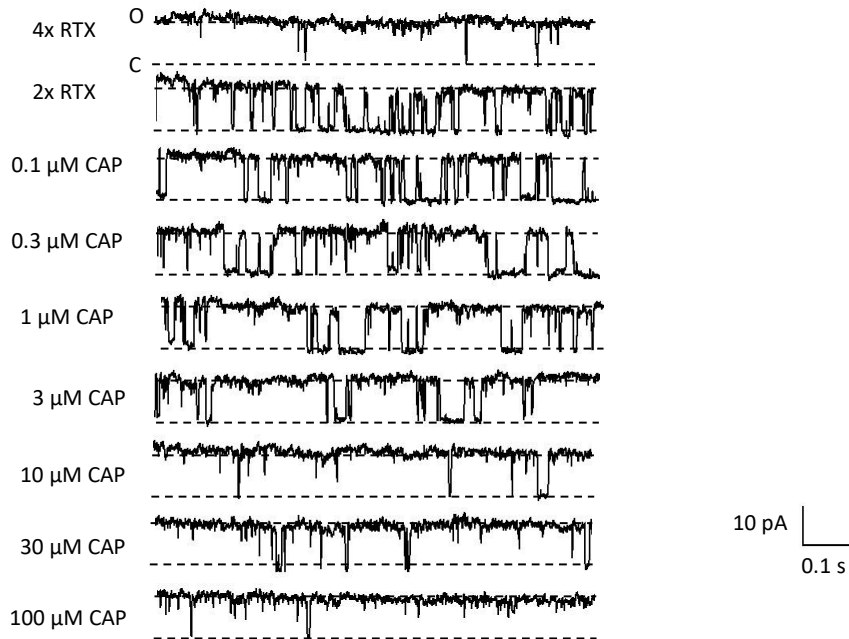 O
4x RTX
C
2x RTX
0.1 µM CAP
0.3 µM CAP
1 µM CAP
3 µM CAP
10 µM CAP
30 µM CAP
100 µM CAP
10 pA
0.1 s